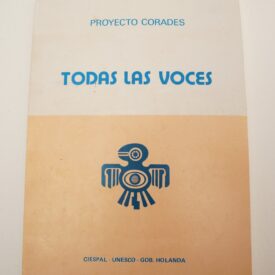 PROYECTO CORADES
TODAS LAS VOCES
CIESPAL · UNESCO · GOB. HOLANDA